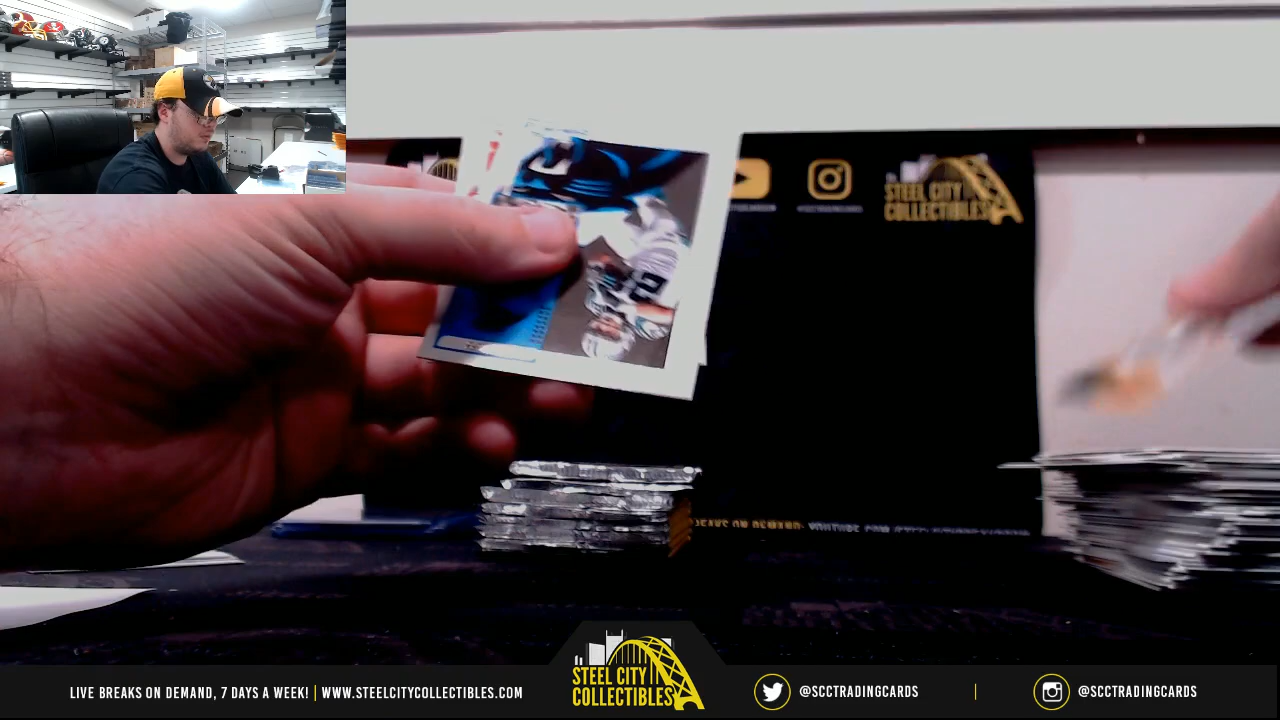 STEEL CITY
COLLECTIBLES
LIVE BREAKS ON DEMAND, 7 DAYS A WEEK! | WWW.STEELCITYCOLLECTIBLES.COM
STEEL CITY
COLLECTIBLES
@SCCTRADINGCARDS
@SCCTRADINGCARDS